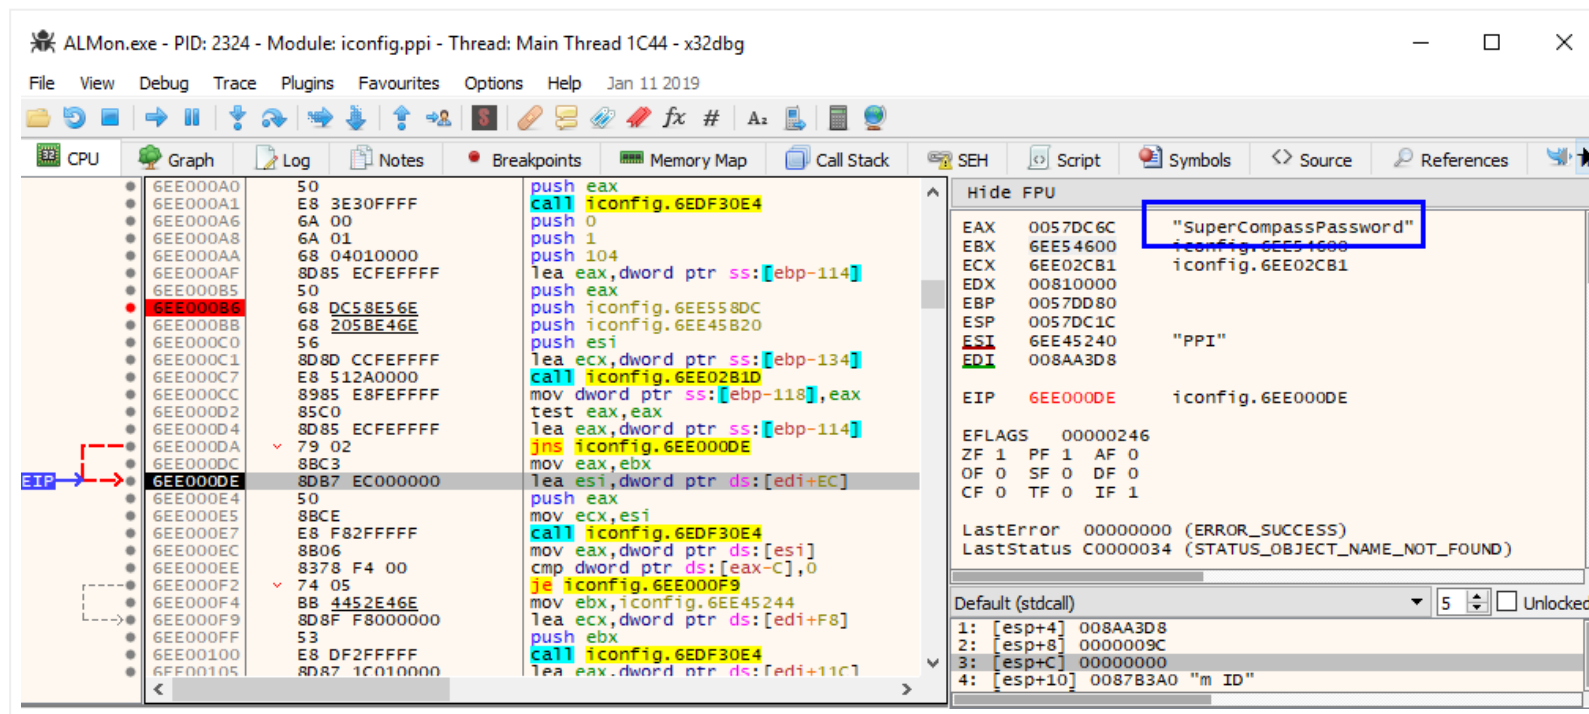 ALMon.exe - PID: 2324 - Module: iconfig.ppi - Thread: Main Thread 1C44 - x32dbg
File View Debug Trace Plugins Favourites Options Help Jan 11 2019
CPU Graph Log Notes Breakpoints Memory Map Call Stack SEH Script Symbols Source References
6EE000A0 50 push eax
6EE000A1 E8 3E30FFFF call iconfig.6EDF30E4
6EE000A6 6A 00 push 0
6EE000A8 6A 01 push 1
6EE000AA 68 04010000 push 104
6EE000AF 8D85 ECFEFFFF lea eax,dword ptr ss:[ebp-114]
6EE000B5 50 push eax
6EE000B6 68 DC58E56E push iconfig.6EE558DC
6EE000BB 68 205BE46E push iconfig.6EE45B20
6EE000C0 56 push esi
6EE000C1 8D8D CCFEFFFF lea ecx,dword ptr ss:[ebp-134]
6EE000C7 E8 512A0000 call iconfig.6EE02B1D
6EE000CC 8985 E8FEFFFF mov dword ptr ss:[ebp-118],eax
6EE000D2 85C0 test eax,eax
6EE000D4 8D85 ECFEFFFF lea eax,dword ptr ss:[ebp-114]
6EE000DA 79 02 jns iconfig.6EE000DE
6EE000DC 8BC3 mov eax,ebx
EIP 6EE000DE 8DB7 EC000000 lea esi,dword ptr ds:[edi+EC]
6EE000E4 50 push eax
6EE000E5 8BCE mov ecx,esi
6EE000E7 E8 F82FFFFF call iconfig.6EDF30E4
6EE000EC 8B06 mov eax,dword ptr ds:[esi]
6EE000EE 8378 F4 00 cmp dword ptr ds:[eax-C],0
6EE000F2 74 05 je iconfig.6EE000F9
6EE000F4 BB 4452E46E mov ebx,iconfig.6EE45244
6EE000F9 8D8F F8000000 lea ecx,dword ptr ds:[edi+F8]
6EE000FF 53 push ebx
6EE00100 E8 DF2FFFFF call iconfig.6EDF30E4
6EE00105 8D87 1C010000 lea eax,dword ptr ds:[edi+11C]
Hide FPU
EAX 0057DC6C "SuperCompassPassword"
EBX 6EE54600 iconfig.6EE54600
ECX 6EE02CB1 iconfig.6EE02CB1
EDX 00810000
EBP 0057DD80
ESP 0057DC1C
ESI 6EE45240 "PPI"
EDI 008AA3D8
EIP 6EE000DE iconfig.6EE000DE
EFLAGS 00000246
ZF 1 PF 1 AF 0
OF 0 SF 0 DF 0
CF 0 TF 0 IF 1
LastError 00000000 (ERROR_SUCCESS)
LastStatus C0000034 (STATUS_OBJECT_NAME_NOT_FOUND)
Default (stdcall) 5 Unlocked
1: [esp+4] 008AA3D8
2: [esp+8] 0000009C
3: [esp+C] 00000000
4: [esp+10] 0087B3A0 "m ID"